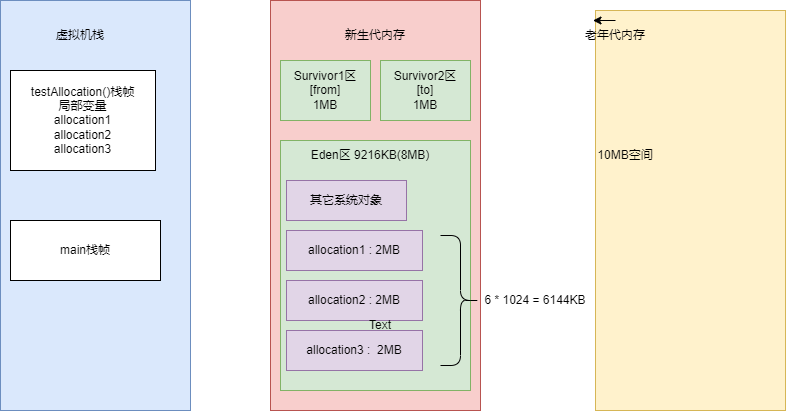 虚拟机栈
testAllocation()栈帧
局部变量
allocation1
allocation2
allocation3
main栈帧
新生代内存
Survivor1区
[from]
1MB
Survivor2区
[to]
1MB
Eden区 9216KB(8MB)
其它系统对象
allocation1 : 2MB
allocation2 : 2MB
Text
allocation3 :  2MB
6 * 1024 = 6144KB
老年代内存
10MB空间